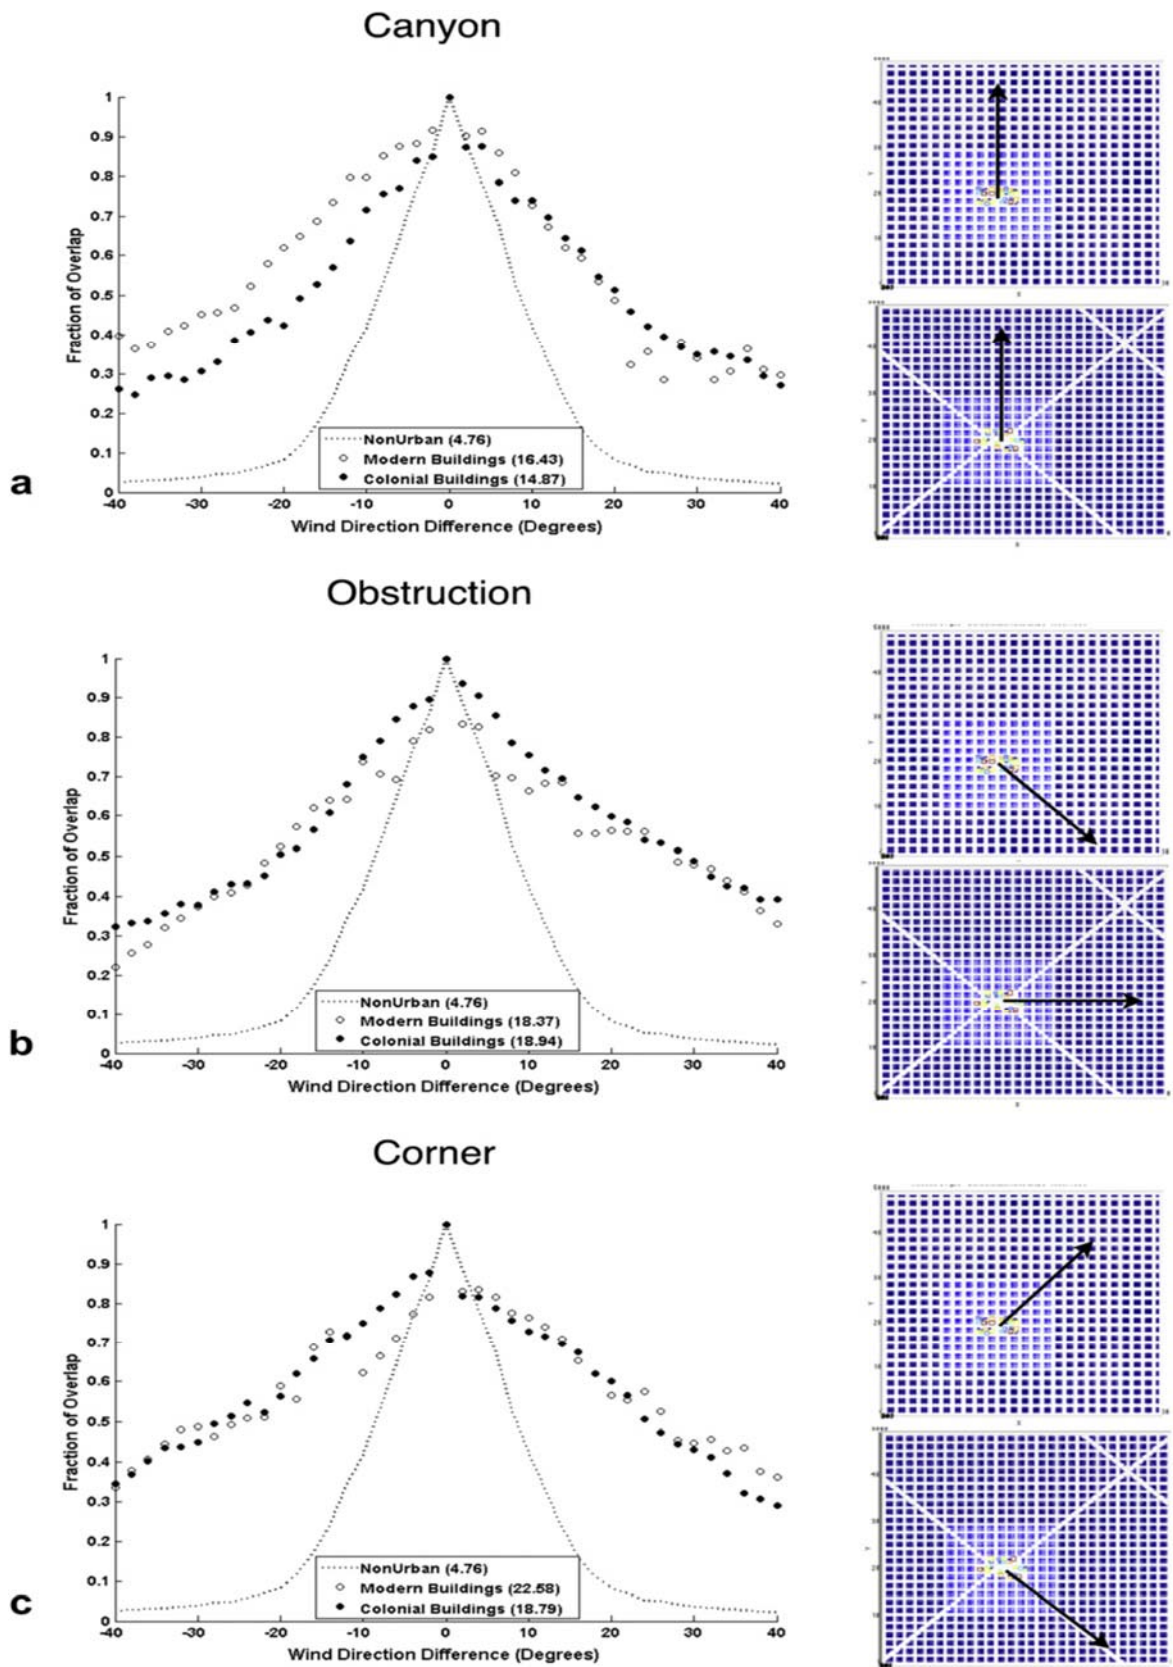 Canyon
1
0.9
0.8
0.7
0.6
0.5
0.4
0.3
0.2
0.1
0
Fraction of Overlap
NonUrban (4.76)
Modern Buildings (16.43)
Colonial Buildings (14.87)
-40 -30 -20 -10 0 10 20 30 40
Wind Direction Difference (Degrees)
a
Obstruction
1
0.9
0.8
0.7
0.6
0.5
0.4
0.3
0.2
0.1
0
Fraction of Overlap
NonUrban (4.76)
Modern Buildings (18.37)
Colonial Buildings (18.94)
-40 -30 -20 -10 0 10 20 30 40
Wind Direction Difference (Degrees)
b
Corner
1
0.9
0.8
0.7
0.6
0.5
0.4
0.3
0.2
0.1
0
Fraction of Overlap
NonUrban (4.76)
Modern Buildings (22.58)
Colonial Buildings (18.79)
-40 -30 -20 -10 0 10 20 30 40
Wind Direction Difference (Degrees)
c